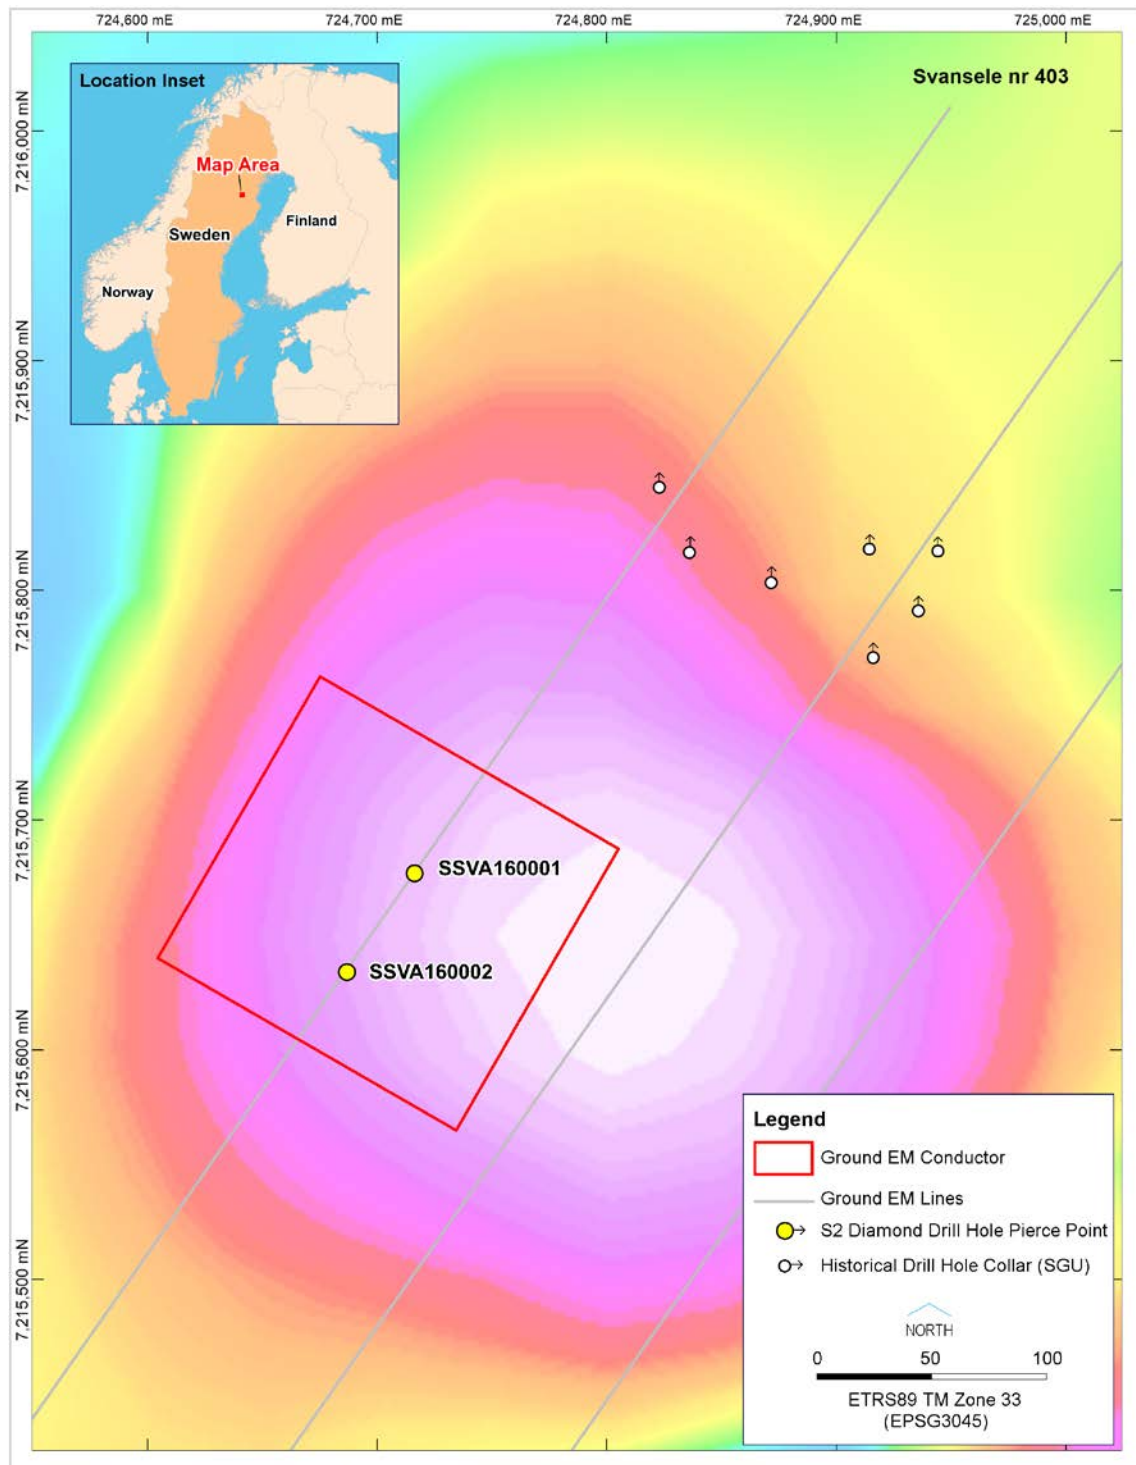 724,600 mE
724,700 mE
724,800 mE
724,900 mE
725,000 mE
Location Inset
Map Area
Sweden
Finland
Norway
Svansele nr 403
7,216,000 mN
7,215,900 mN
7,215,800 mN
7,215,700 mN
7,215,600 mN
7,215,500 mN
SSVA160001
SSVA160002
Legend
Ground EM Conductor
Ground EM Lines
S2 Diamond Drill Hole Pierce Point
Historical Drill Hole Collar (SGU)
NORTH
0 50 100
ETRS89 TM Zone 33
(EPSG3045)